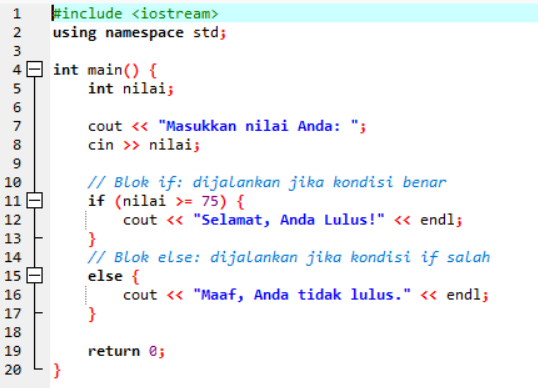 1 #include <iostream>
2 using namespace std;
3
4 int main() {
5     int nilai;
6
7     cout << "Masukkan nilai Anda: ";
8     cin >> nilai;
9
10     // Blok if: dijalankan jika kondisi benar
11     if (nilai >= 75) {
12         cout << "Selamat, Anda Lulus!" << endl;
13     }
14     // Blok else: dijalankan jika kondisi if salah
15     else {
16         cout << "Maaf, Anda tidak lulus." << endl;
17     }
18
19     return 0;
20 }